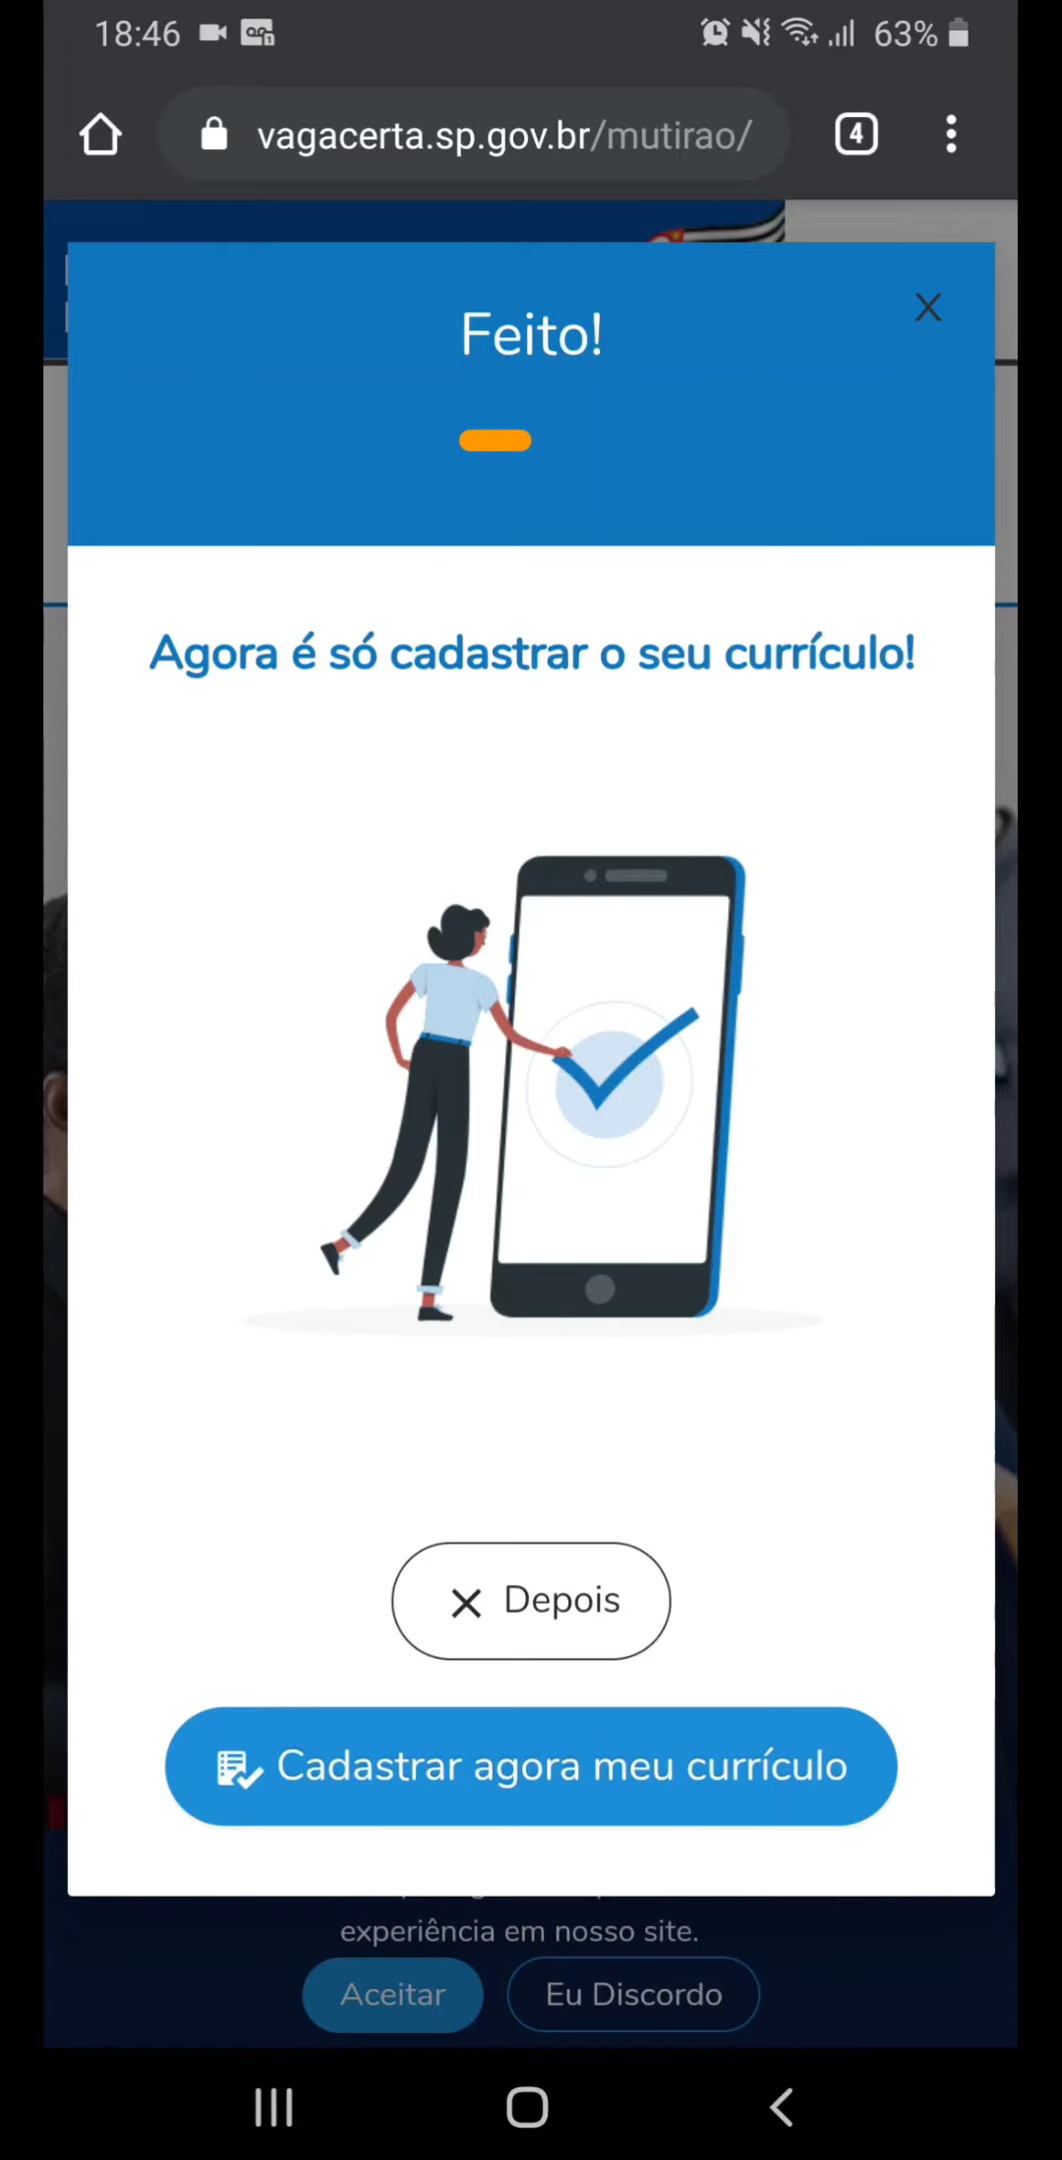 18:46
63%
vagacerta.sp.gov.br/mutirao/
4
Feito!
Agora é só cadastrar o seu currículo!
Depois
Cadastrar agora meu currículo
experiência em nosso site.
Aceitar
Eu Discordo